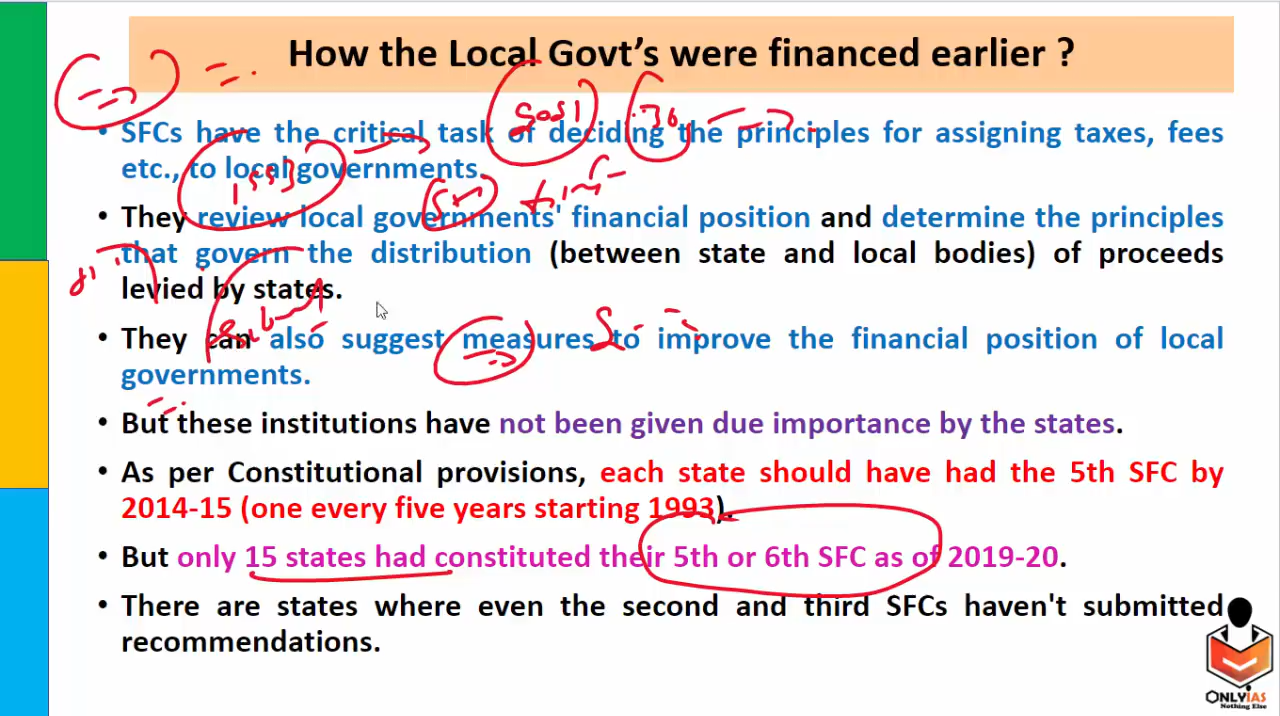 How the Local Govt's were financed earlier ?
• SFCs have the critical task of deciding the principles for assigning taxes, fees
etc., to local governments.
• They review local governments' financial position and determine the principles
that govern the distribution (between state and local bodies) of proceeds
levied by states.
• They can also suggest measures to improve the financial position of local
governments.
• But these institutions have not been given due importance by the states.
• As per Constitutional provisions, each state should have had the 5th SFC by
2014-15 (one every five years starting 1993).
• But only 15 states had constituted their 5th or 6th SFC as of 2019-20.
• There are states where even the second and third SFCs haven't submitted
recommendations.
1993
ONLYIAS
Nothing Else